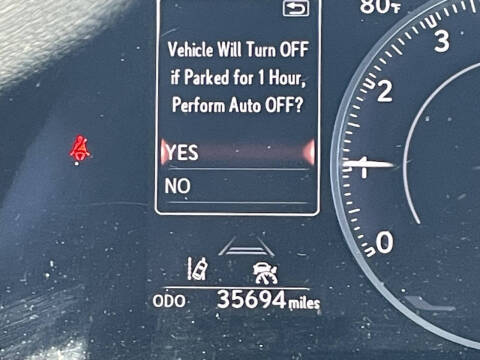 80°F
Vehicle Will Turn OFF
if Parked for 1 Hour,
Perform Auto OFF?
YES
NO
3
2
1
0
ODO 35694 miles